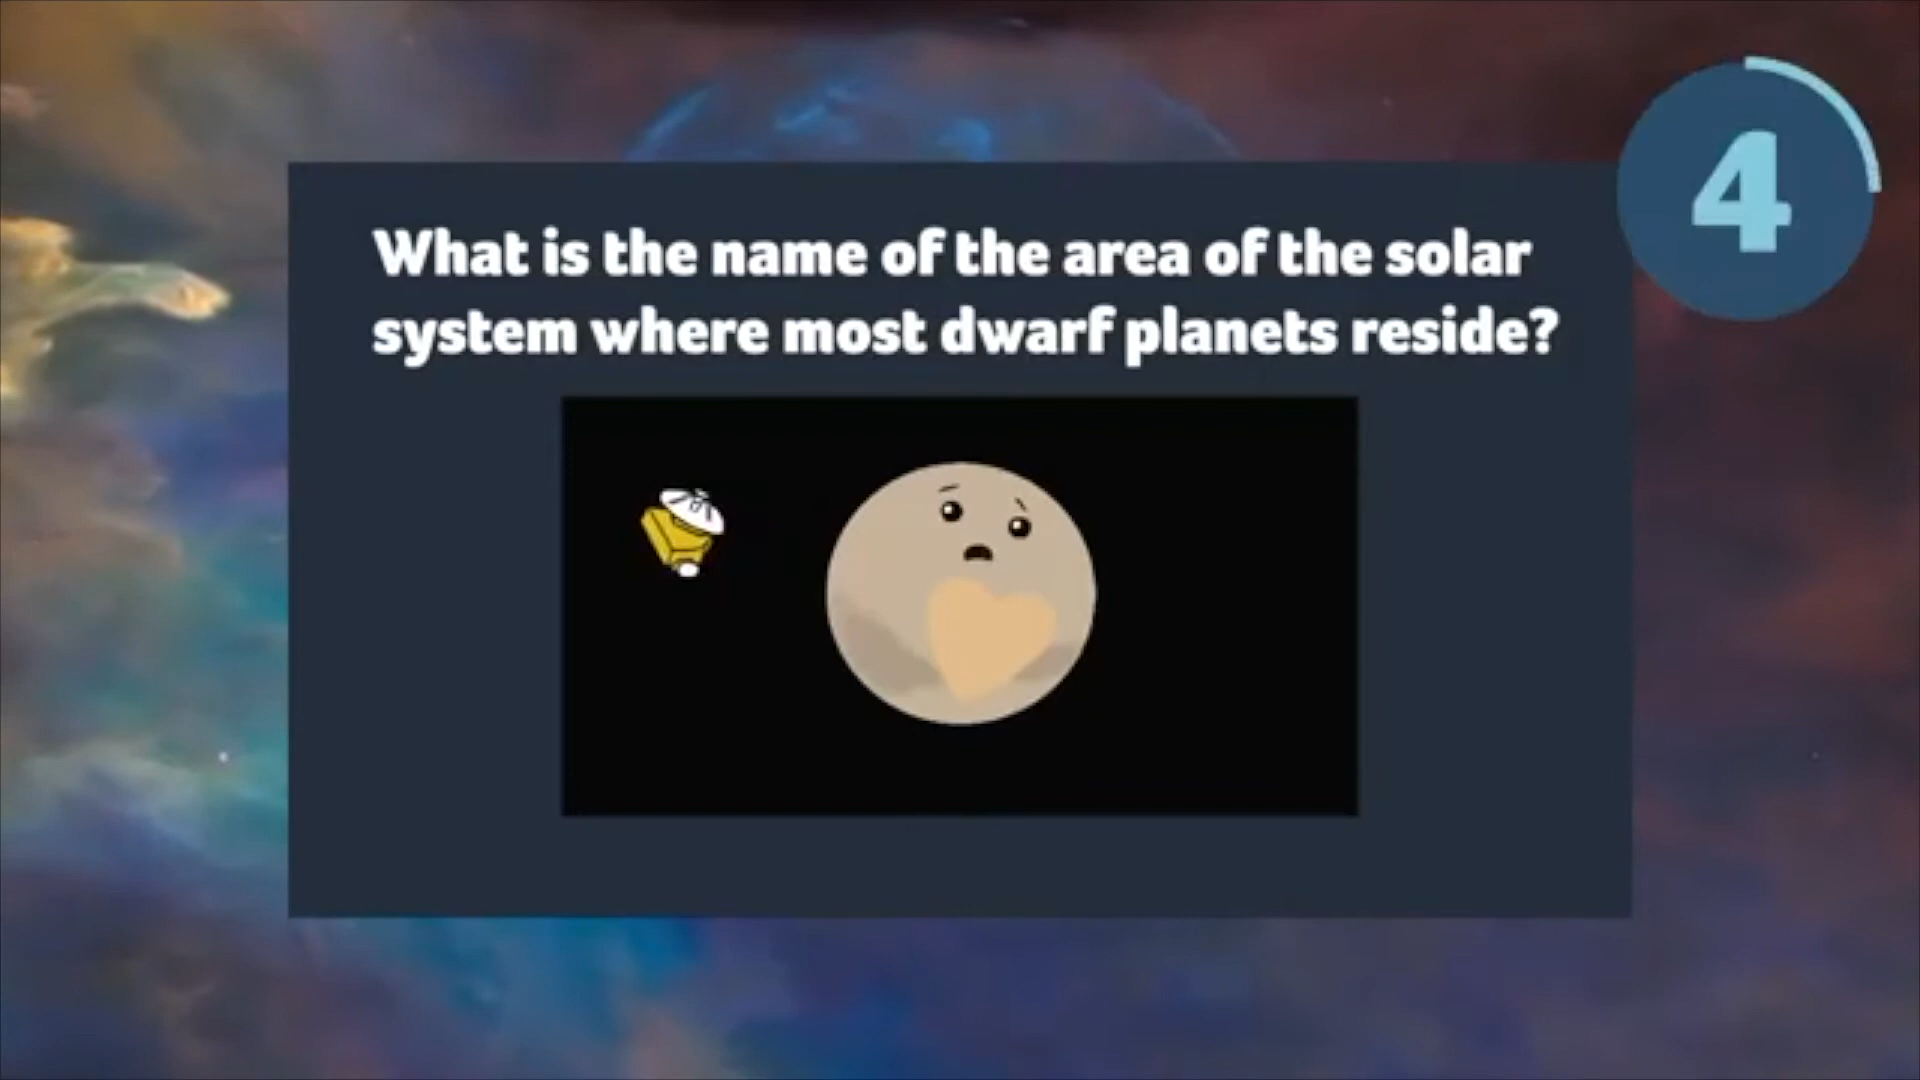 What is the name of the area of the solar
system where most dwarf planets reside?
4